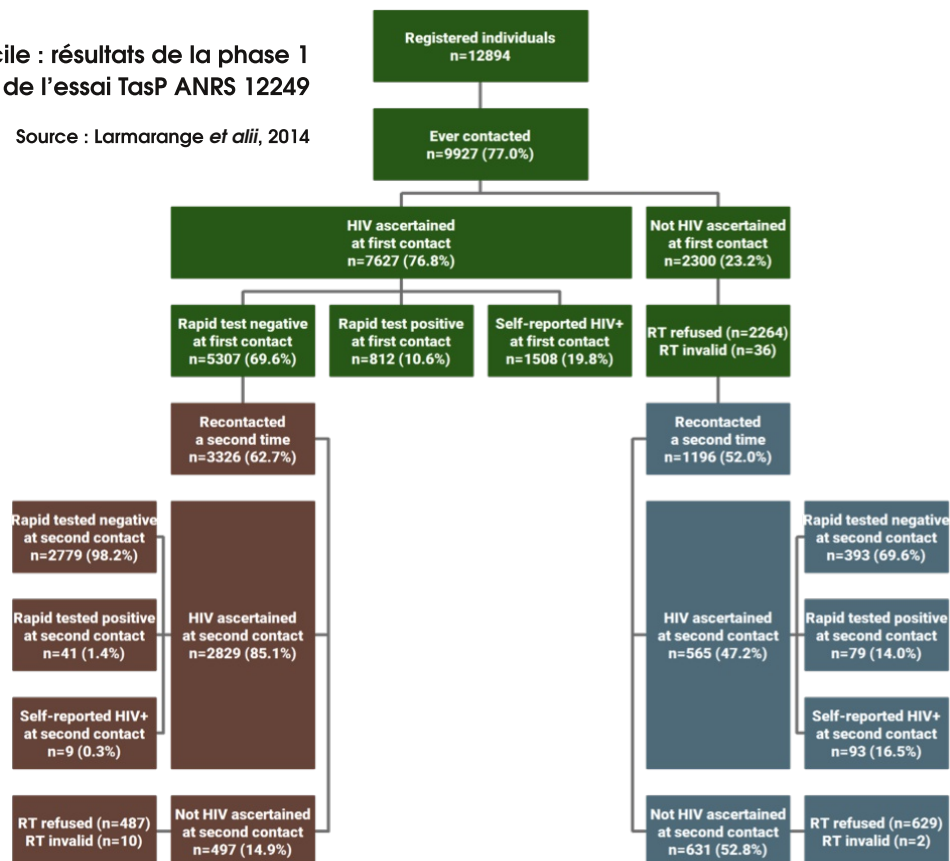 cile : résultats de la phase 1
de l'essai TasP ANRS 12249
Source : Larmarange et alii, 2014
Registered individuals
n=12894
Ever contacted
n=9927 (77.0%)
HIV ascertained
at first contact
n=7627 (76.8%)
Not HIV ascertained
at first contact
n=2300 (23.2%)
Rapid test negative
at first contact
n=5307 (69.6%)
Rapid test positive
at first contact
n=812 (10.6%)
Self-reported HIV+
at first contact
n=1508 (19.8%)
RT refused (n=2264)
RT invalid (n=36)
Recontacted
a second time
n=3326 (62.7%)
Recontacted
a second time
n=1196 (52.0%)
Rapid tested negative
at second contact
n=2779 (98.2%)
Rapid tested positive
at second contact
n=41 (1.4%)
Self-reported HIV+
at second contact
n=9 (0.3%)
HIV ascertained
at second contact
n=2829 (85.1%)
HIV ascertained
at second contact
n=565 (47.2%)
Rapid tested negative
at second contact
n=393 (69.6%)
Rapid tested positive
at second contact
n=79 (14.0%)
Self-reported HIV+
at second contact
n=93 (16.5%)
RT refused (n=487)
RT invalid (n=10)
Not HIV ascertained
at second contact
n=497 (14.9%)
Not HIV ascertained
at second contact
n=631 (52.8%)
RT refused (n=629)
RT invalid (n=2)